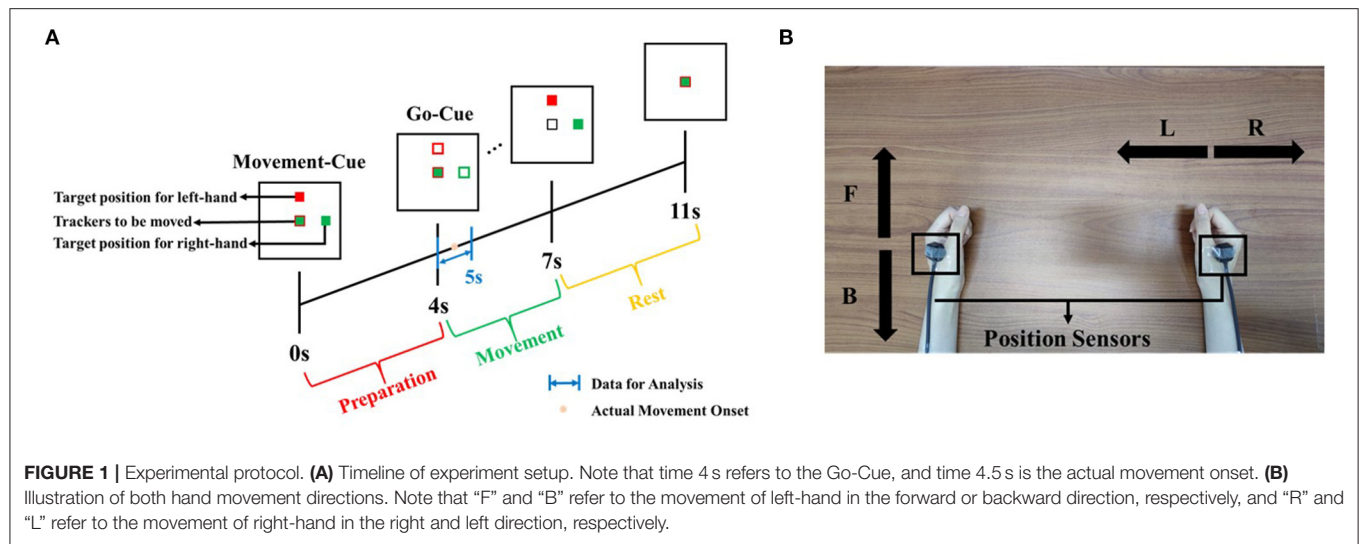 A
B
Go-Cue
Movement-Cue
Target position for left-hand
Trackers to be moved
Target position for right-hand
0s
4s
5s
7s
11s
Preparation
Movement
Rest
Data for Analysis
Actual Movement Onset
L R
F
B
Position Sensors
FIGURE 1 | Experimental protocol. (A) Timeline of experiment setup. Note that time 4 s refers to the Go-Cue, and time 4.5 s is the actual movement onset. (B)
Illustration of both hand movement directions. Note that “F” and “B” refer to the movement of left-hand in the forward or backward direction, respectively, and “R” and
“L” refer to the movement of right-hand in the right and left direction, respectively.